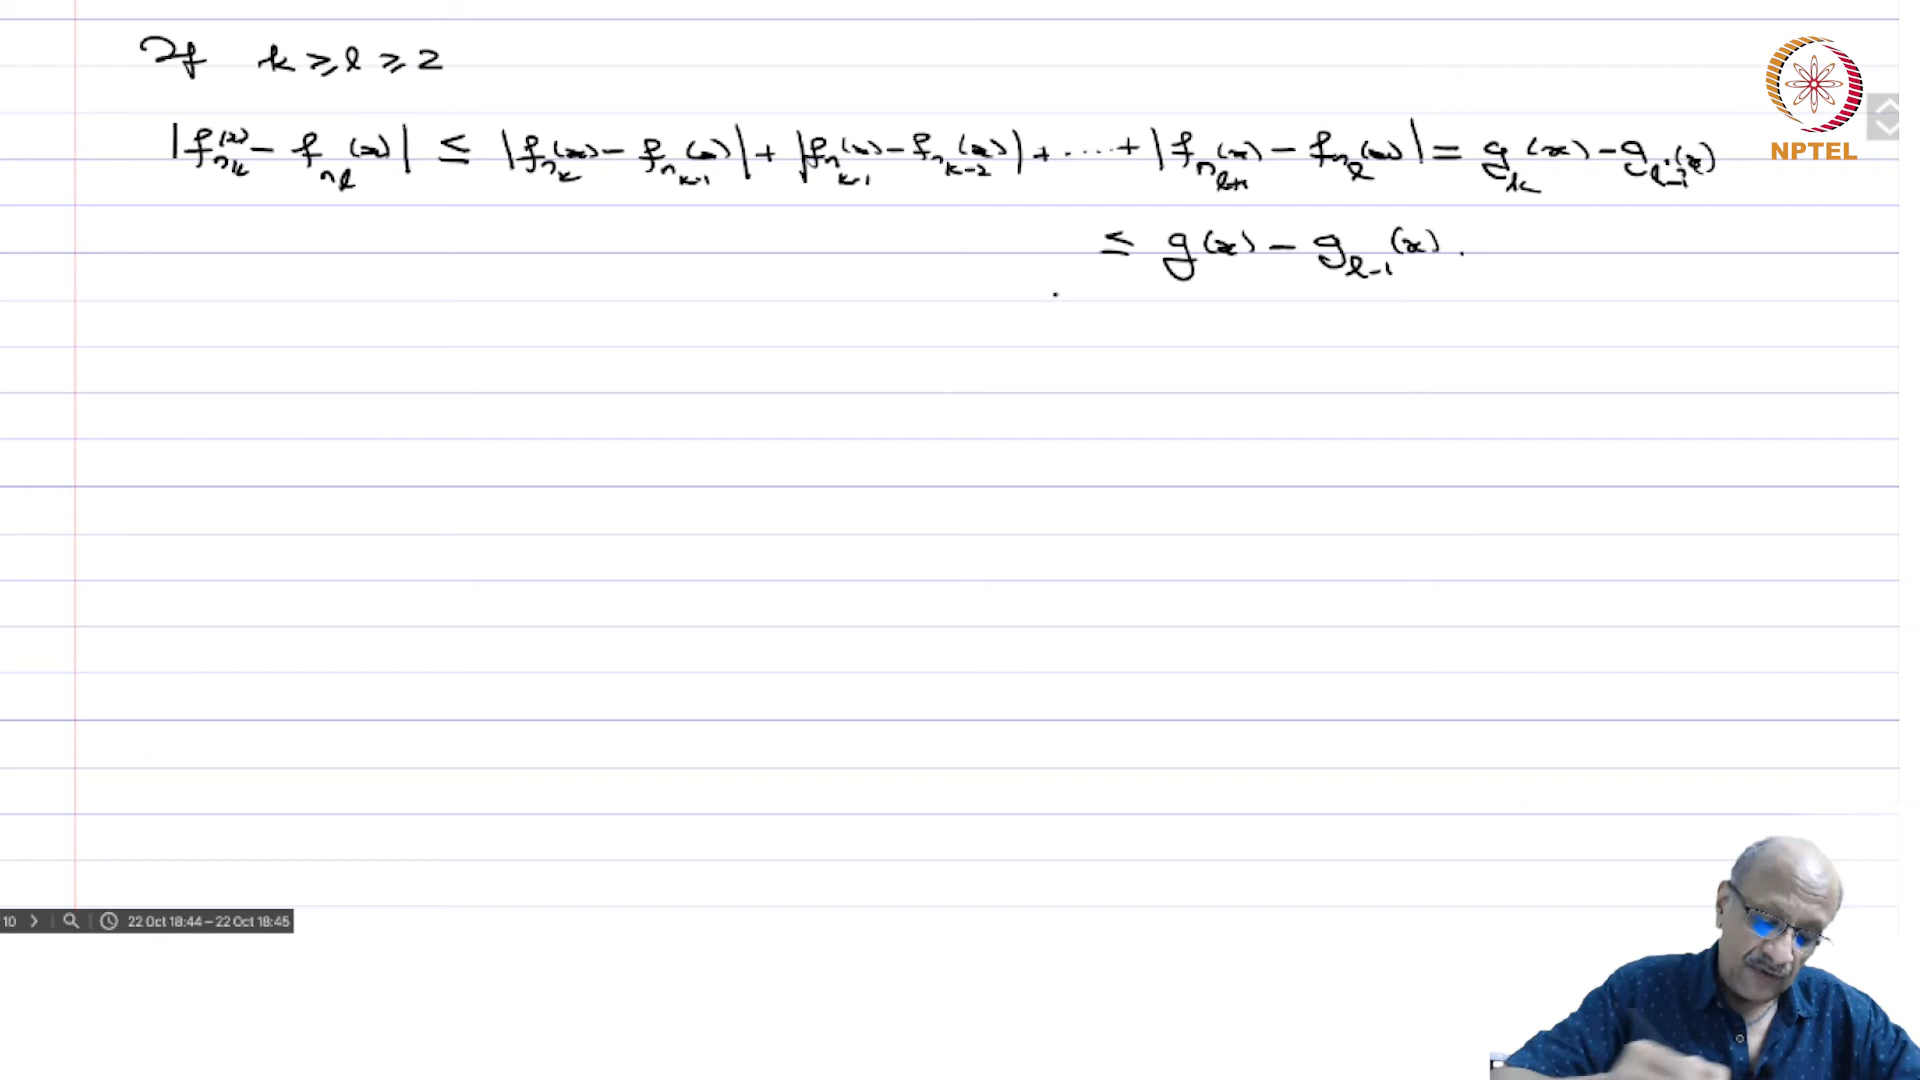 If k ≥ l ≥ 2
NPTEL
|f_{n_k}(x) - f_{n_l}(x)| ≤ |f_{n_k}(x) - f_{n_{k-1}}(x)| + |f_{n_{k-1}}(x) - f_{n_{k-2}}(x)| + ..... + |f_{n_{l+1}}(x) - f_{n_l}(x)| = g_k(x) - g_{l-1}(x)
≤ g(x) - g_{l-1}(x).
10 22 Oct 18:44 – 22 Oct 18:45